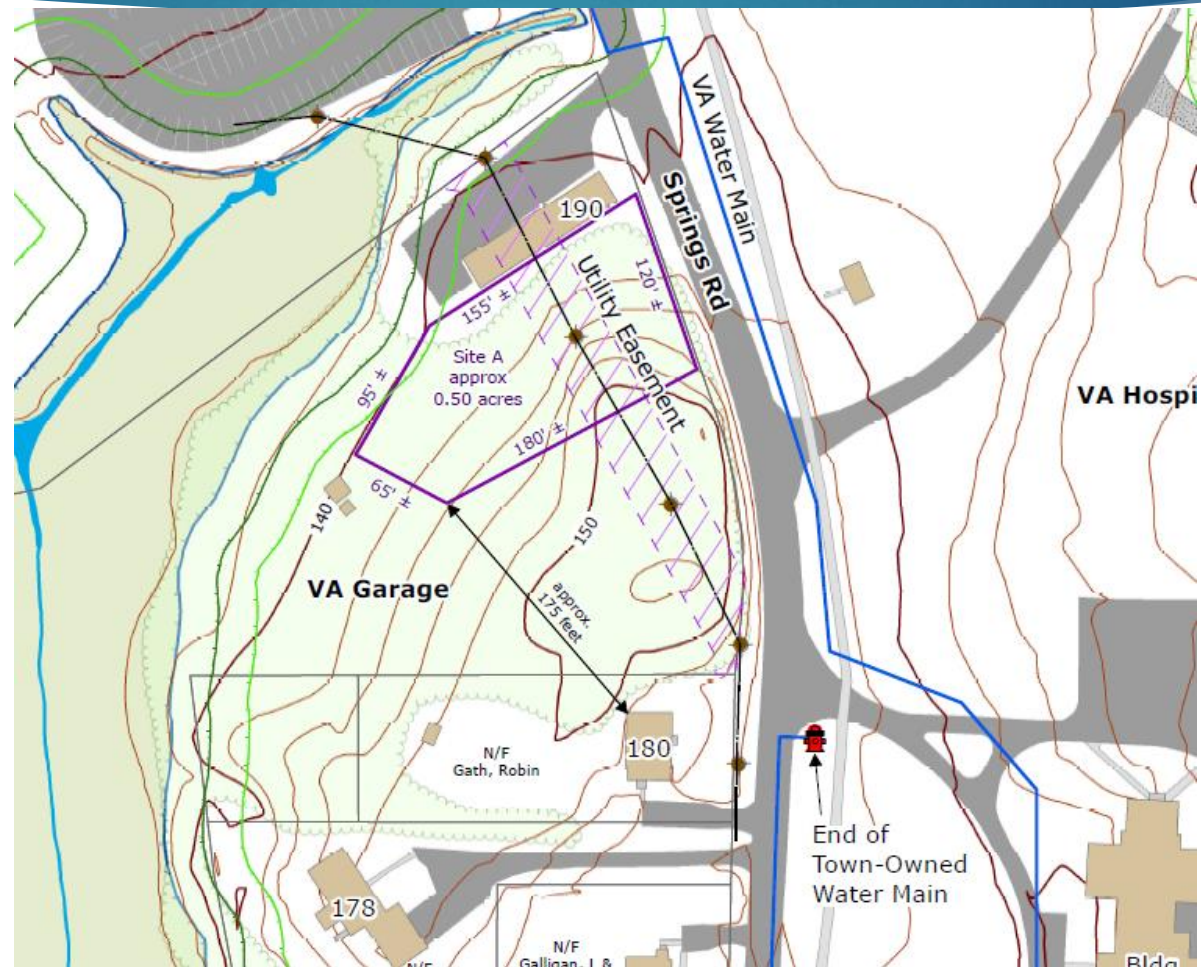 VA Water Main
Springs Rd
190
Utility Easement
120' ±
155' ±
Site A
approx
0.50 acres
95' ±
180' ±
65' ±
VA Hospi
140
150
VA Garage
approx.
175 feet
N/F
Gath, Robin
180
End of
Town-Owned
Water Main
178
N/F
Galligan, J. &
N/F
Bldg